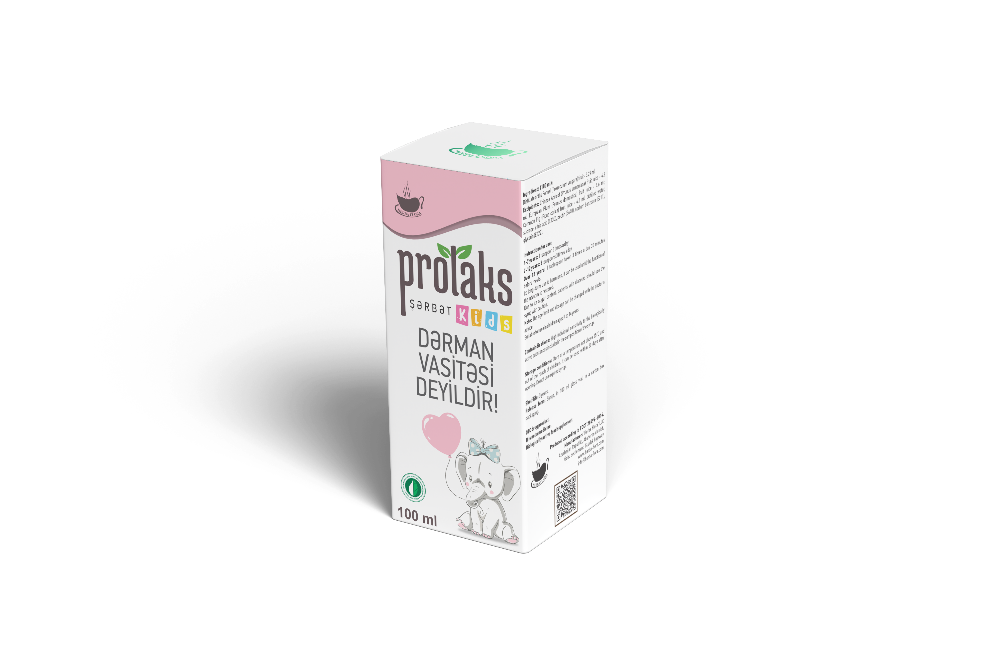 HERBA FLORA
HERBA FLORA
prolaks
ŞƏRBƏT Kids
DƏRMAN
VASİTƏSİ
DEYİLDİR!
100 ml
Ingredients (100 ml):
Distillate of the Fennel (Foeniculum vulgare) fruit - 5,29 ml.
Excipients: Chinese Apricot (Prunus armeniaca) fruit juice - 4.6
ml; European Plum (Prunus domestica) fruit juice - 4.6 ml;
Common Fig (Ficus carica) fruit juice - 4.6 ml, distilled water,
sucrose, citric acid (E330), pectin (E440), sodium benzoate (E211),
glycerin (E422).
Instructions for use:
4-7 years: 1 teaspoon 3 times a day
7-12 years: 2 teaspoons 3 times a day
Over 12 years: 1 tablespoon taken 3 times a day 30 minutes
before meals.
Its long-term use is harmless, it can be used until the function of
the intestine is restored.
Due to its sugar content, patients with diabetes should use the
syrup with caution.
Note: The age limit and dosage can be changed with the doctor's
advice.
Suitable for use in children aged 4 to 14 years.
Contraindications: High individual sensitivity to the biologically
active substances included in the composition of the syrup.
Storage conditions: Store at a temperature not above 25°C and
out of the reach of children. It can be used within 20 days after
opening. Do not use expired syrup.
Shelf life: 3 years.
Release form: Syrup, in 100 ml glass vial, in a carton box
packaging.
OTC drug product.
It is not a medicine.
Biologically active food supplement.
Produced according to ГОСТ 28499-2014.
Manufacturer: "Herba Flora" LLC
Azerbaijan Republic, Absheron district,
Gobu settlement, Guzdek highway
www.herba-flora.com
info@herba-flora.com
HERBA FLORA